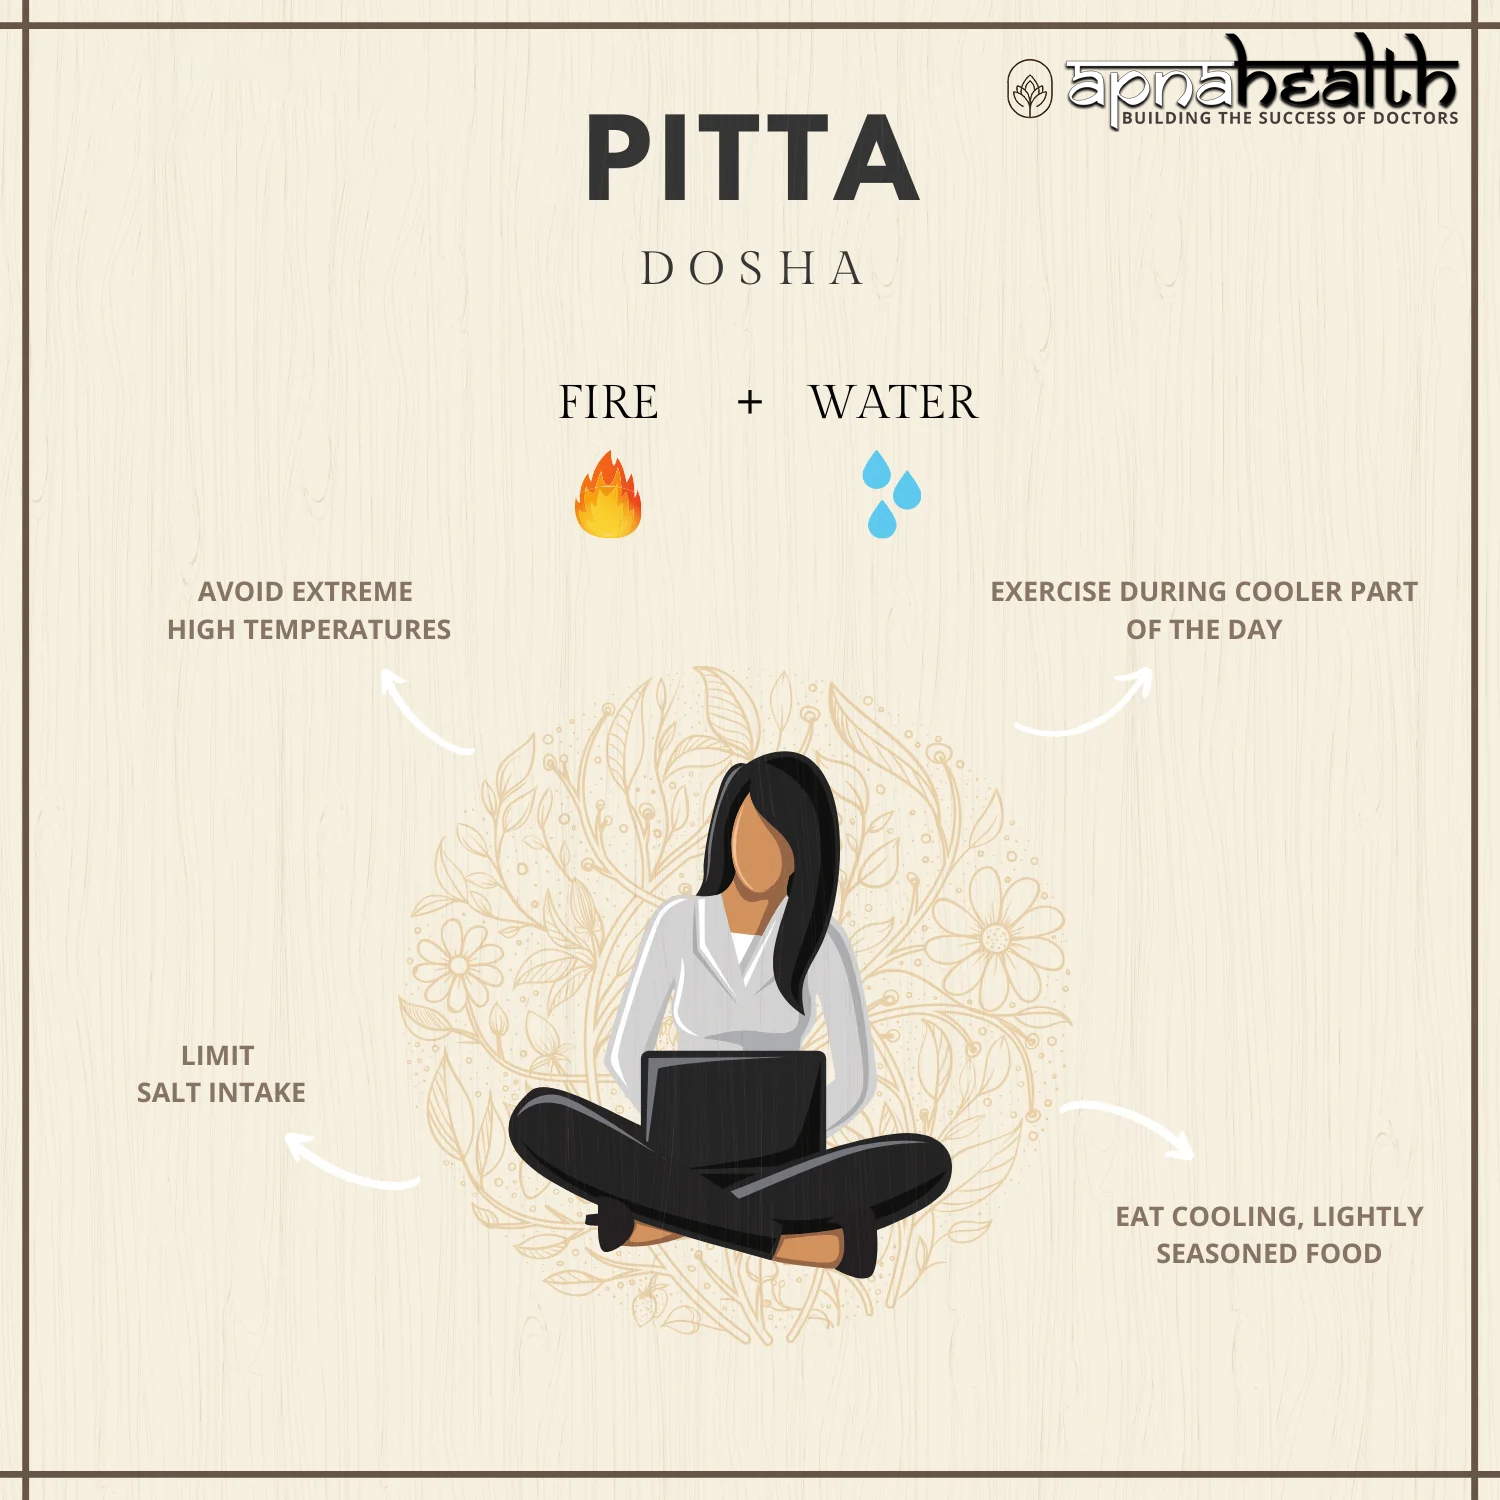 apnahealth
BUILDING THE SUCCESS OF DOCTORS
PITTA
DOSHA
FIRE + WATER
AVOID EXTREME
HIGH TEMPERATURES
EXERCISE DURING COOLER PART
OF THE DAY
LIMIT
SALT INTAKE
EAT COOLING, LIGHTLY
SEASONED FOOD